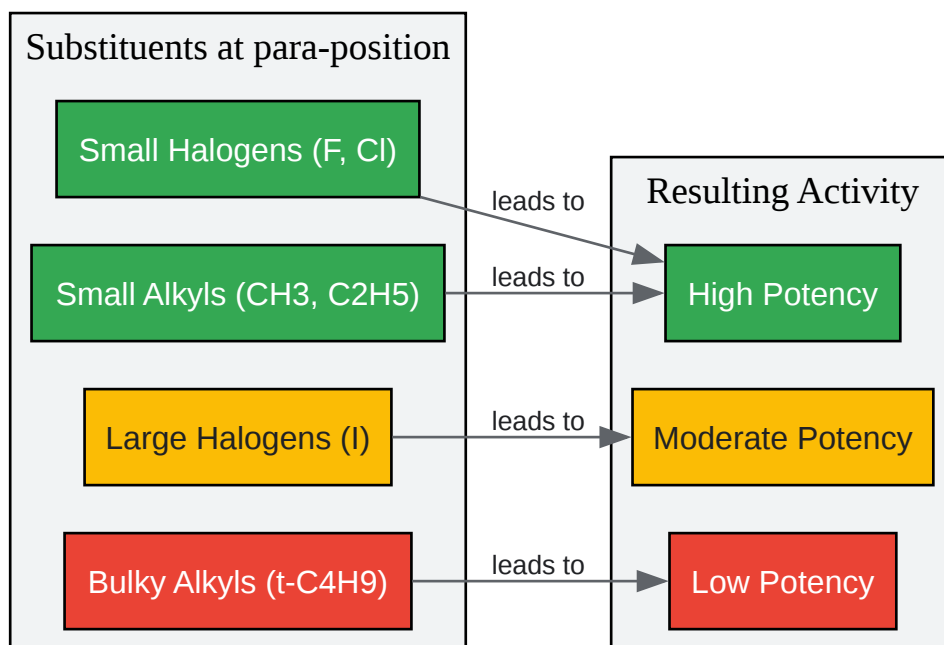 Substituents at para-position
Small Halogens (F, Cl)
leads to
Resulting Activity
Small Alkyls (CH3, C2H5)
leads to
High Potency
Large Halogens (I)
leads to
Moderate Potency
Bulky Alkyls (t-C4H9)
leads to
Low Potency